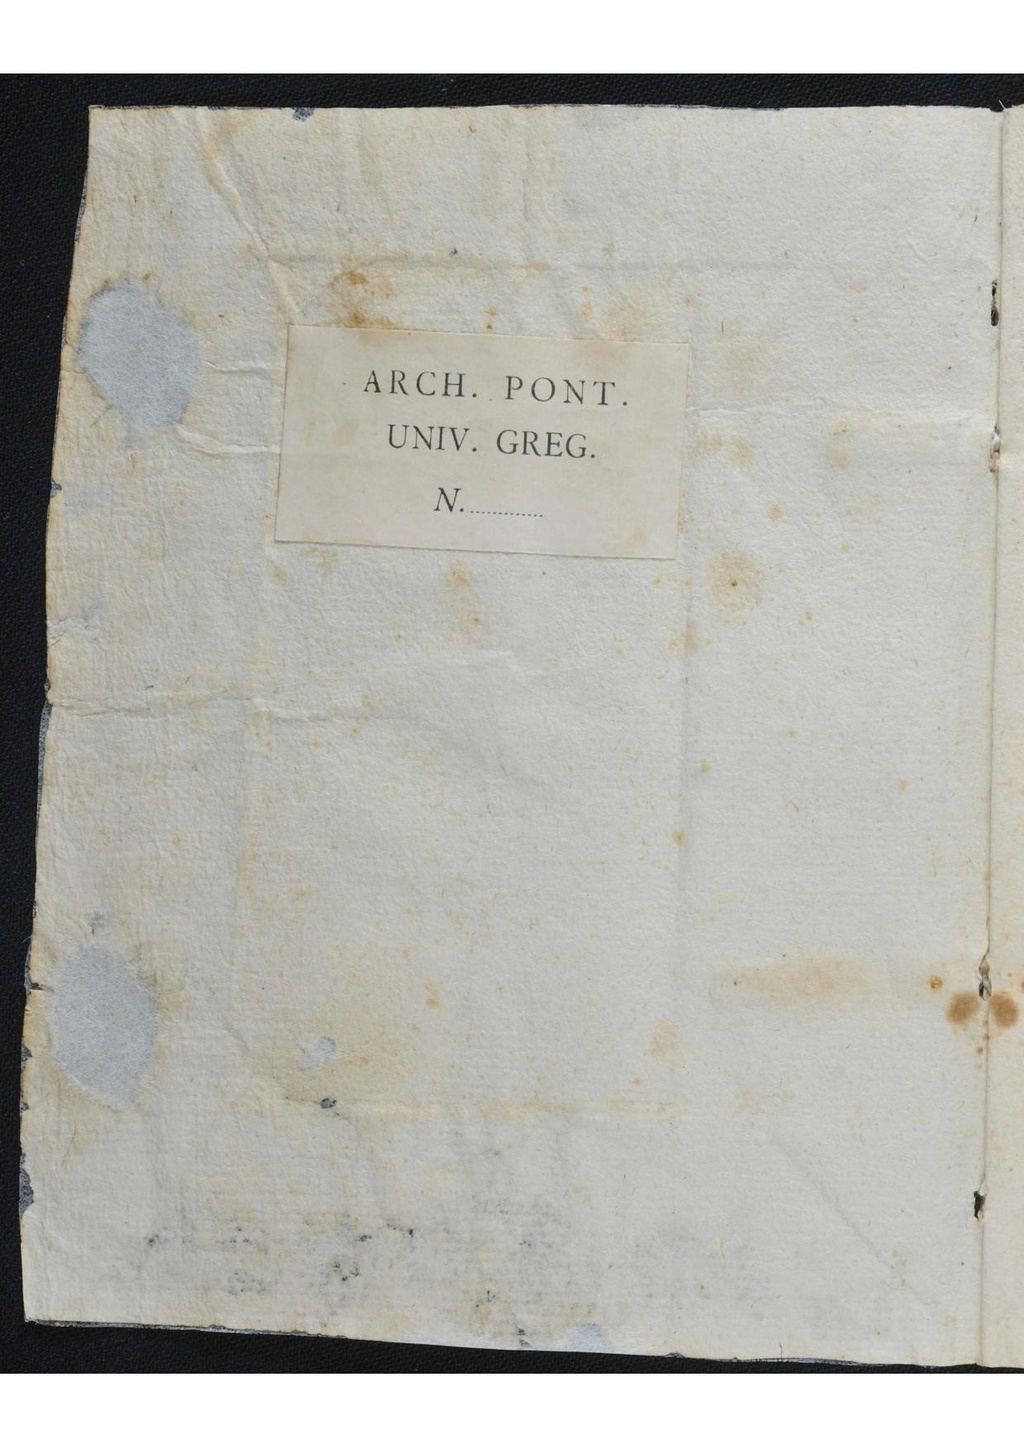 ARCH. PONT.
UNIV. GREG.
N. .............